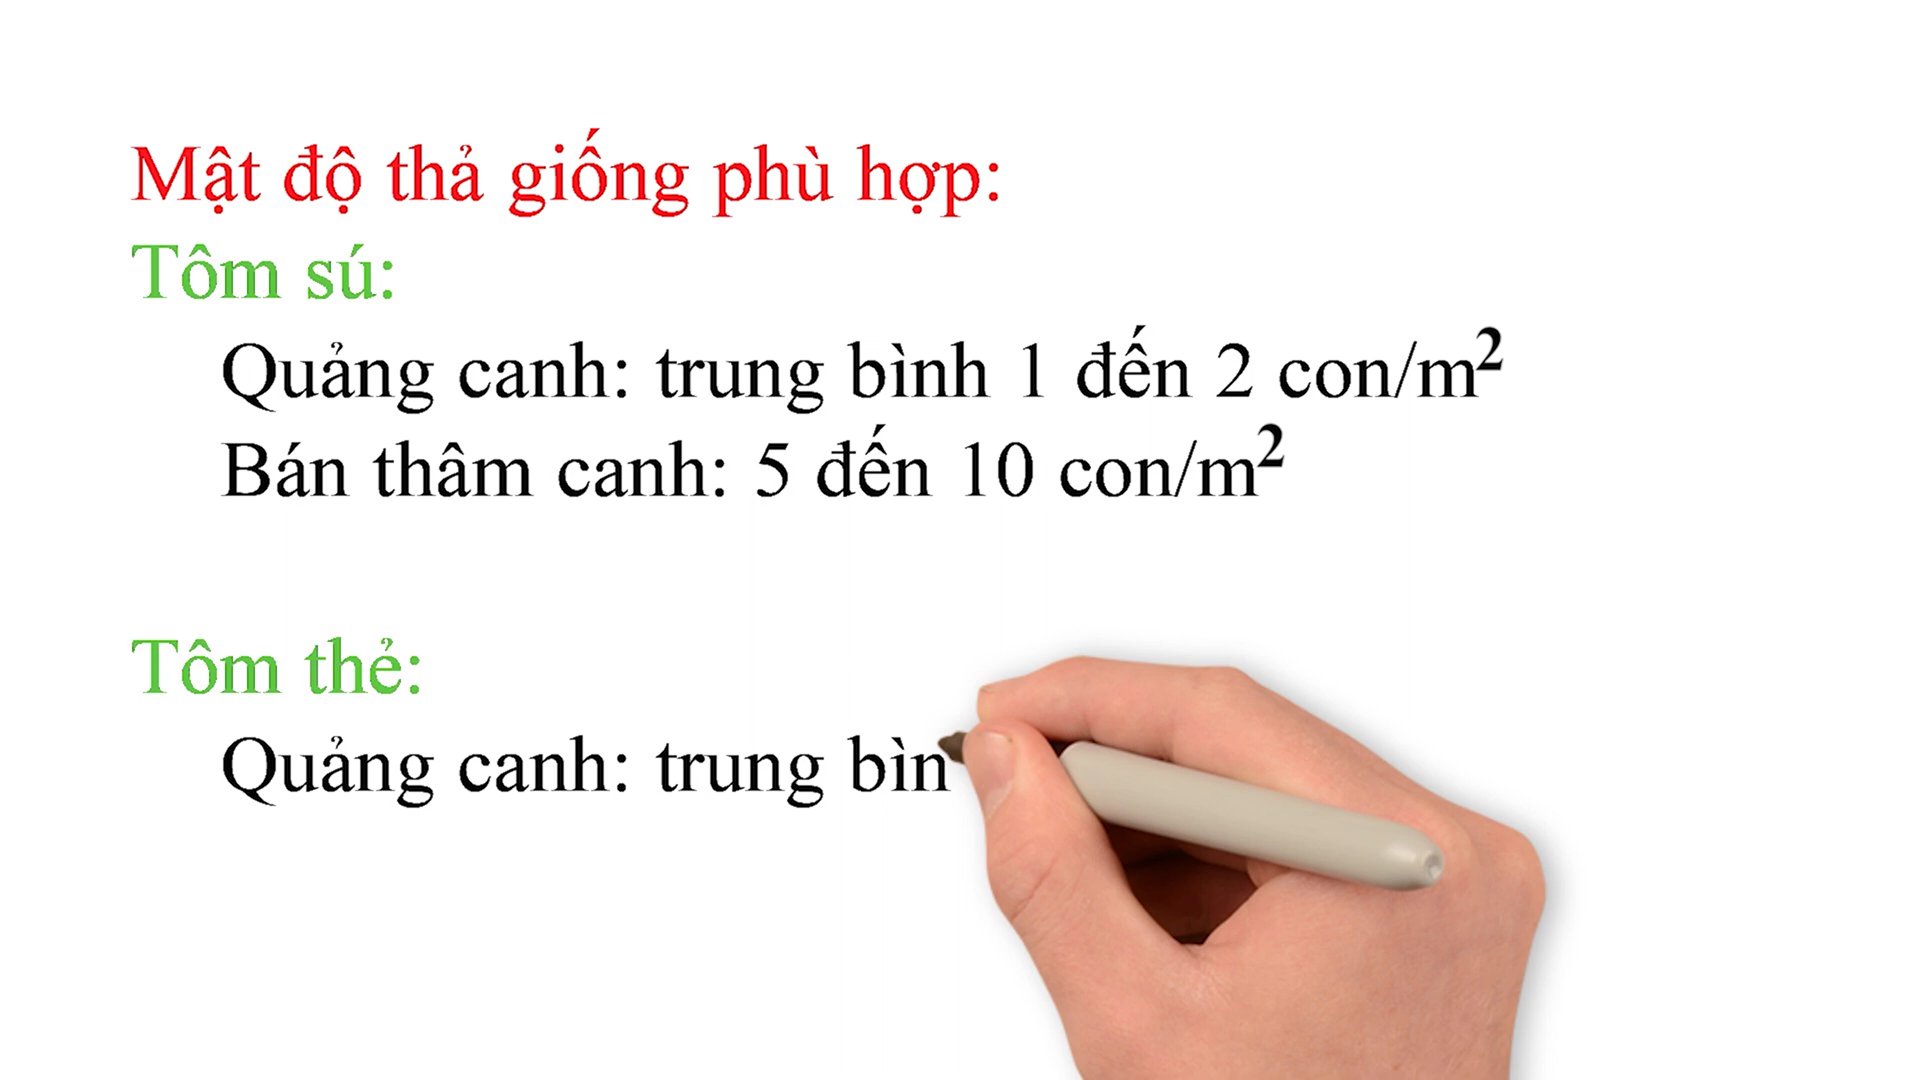 Mật độ thả giống phù hợp:
Tôm sú:
Quảng canh: trung bình 1 đến 2 con/m²
Bán thâm canh: 5 đến 10 con/m²
Tôm thẻ:
Quảng canh: trung bìn